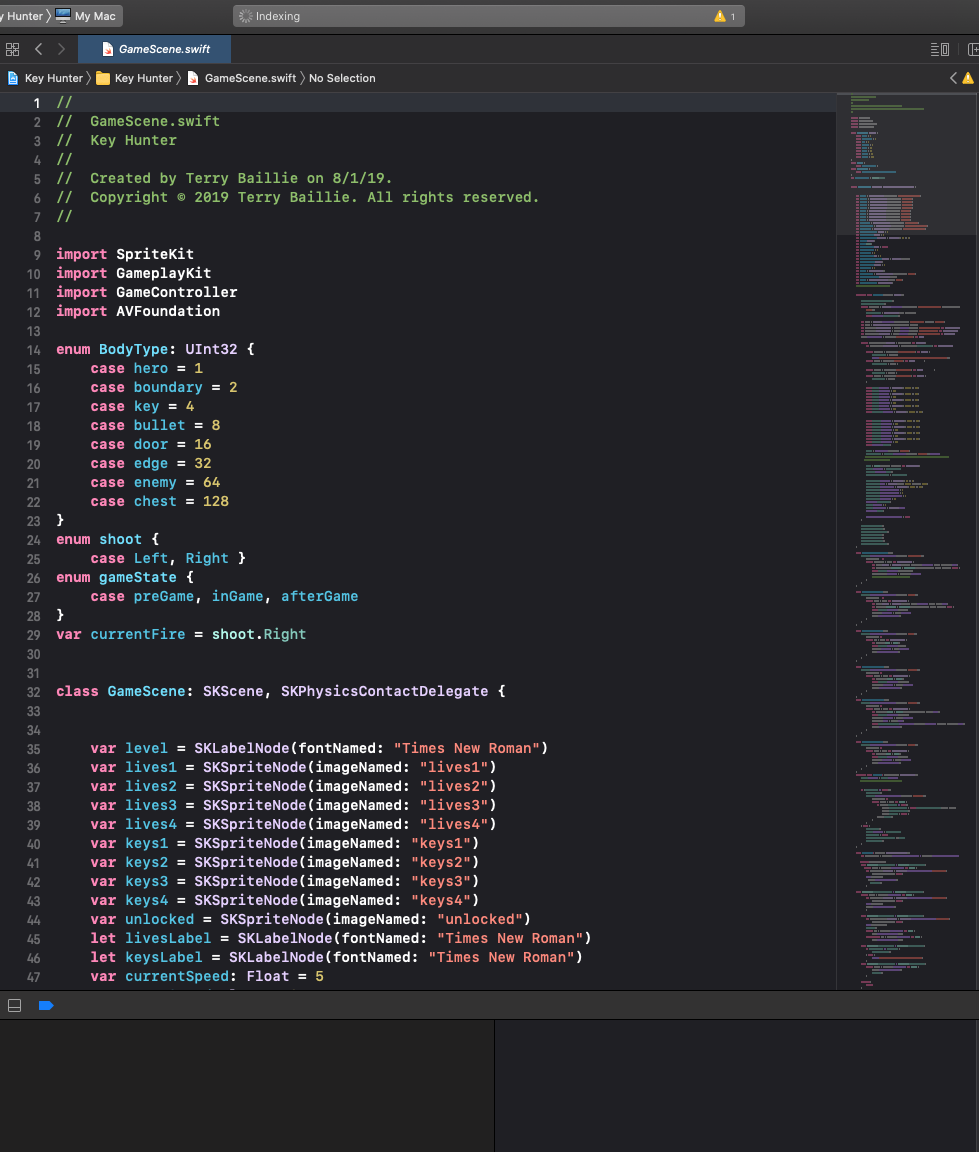 y Hunter My Mac Indexing 1
GameScene.swift
Key Hunter Key Hunter GameScene.swift No Selection
1 //
2 //  GameScene.swift
3 //  Key Hunter
4 //
5 //  Created by Terry Baillie on 8/1/19.
6 //  Copyright © 2019 Terry Baillie. All rights reserved.
7 //
8
9 import SpriteKit
10 import GameplayKit
11 import GameController
12 import AVFoundation
13
14 enum BodyType: UInt32 {
15     case hero = 1
16     case boundary = 2
17     case key = 4
18     case bullet = 8
19     case door = 16
20     case edge = 32
21     case enemy = 64
22     case chest = 128
23 }
24 enum shoot {
25     case Left, Right }
26 enum gameState {
27     case preGame, inGame, afterGame
28 }
29 var currentFire = shoot.Right
30
31
32 class GameScene: SKScene, SKPhysicsContactDelegate {
33
34
35     var level = SKLabelNode(fontNamed: "Times New Roman")
36     var lives1 = SKSpriteNode(imageNamed: "lives1")
37     var lives2 = SKSpriteNode(imageNamed: "lives2")
38     var lives3 = SKSpriteNode(imageNamed: "lives3")
39     var lives4 = SKSpriteNode(imageNamed: "lives4")
40     var keys1 = SKSpriteNode(imageNamed: "keys1")
41     var keys2 = SKSpriteNode(imageNamed: "keys2")
42     var keys3 = SKSpriteNode(imageNamed: "keys3")
43     var keys4 = SKSpriteNode(imageNamed: "keys4")
44     var unlocked = SKSpriteNode(imageNamed: "unlocked")
45     let livesLabel = SKLabelNode(fontNamed: "Times New Roman")
46     let keysLabel = SKLabelNode(fontNamed: "Times New Roman")
47     var currentSpeed: Float = 5